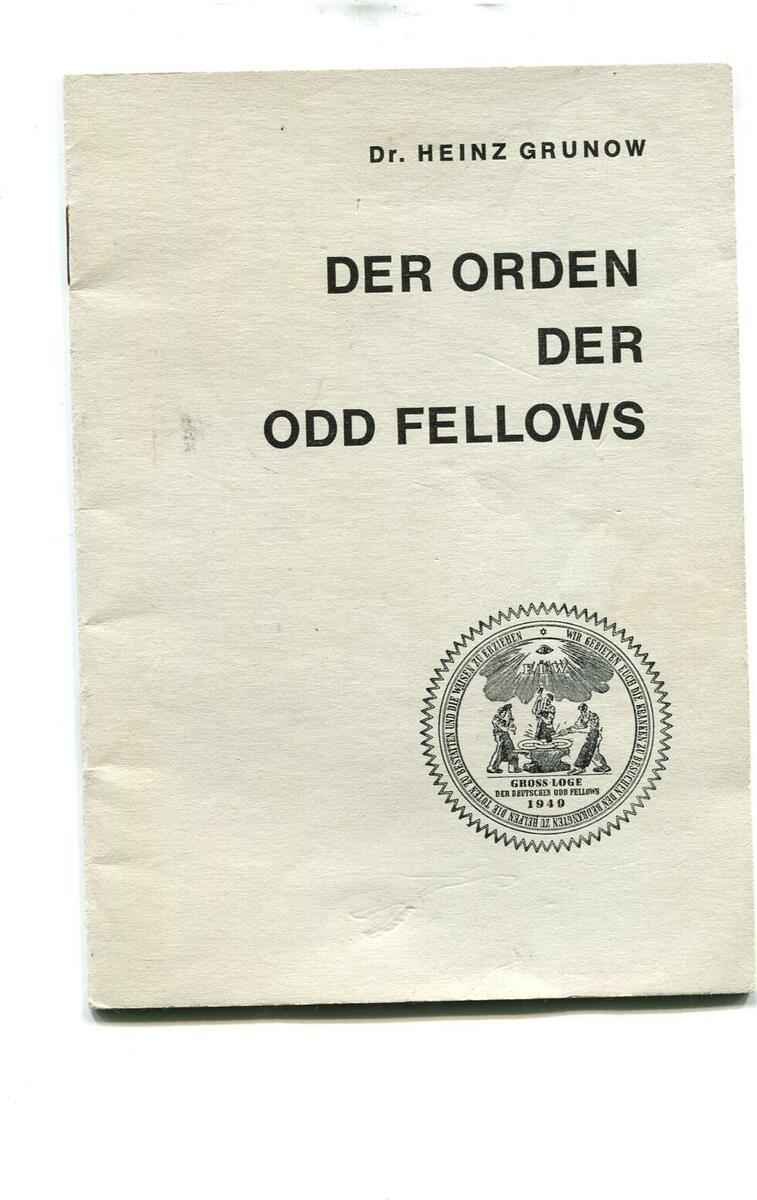 Dr. HEINZ GRUNOW
DER ORDEN
DER
ODD FELLOWS
WIR GEBIETEN EUCH DIE KRANKEN ZU BESUCHEN DEN BEDRÄNGTEN ZU HELFEN DIE TOTEN ZU BESTATTEN UND DIE WAISEN ZU ERZIEHEN
GROSS-LOGE
DER DEUTSCHEN ODD FELLOWS
1949